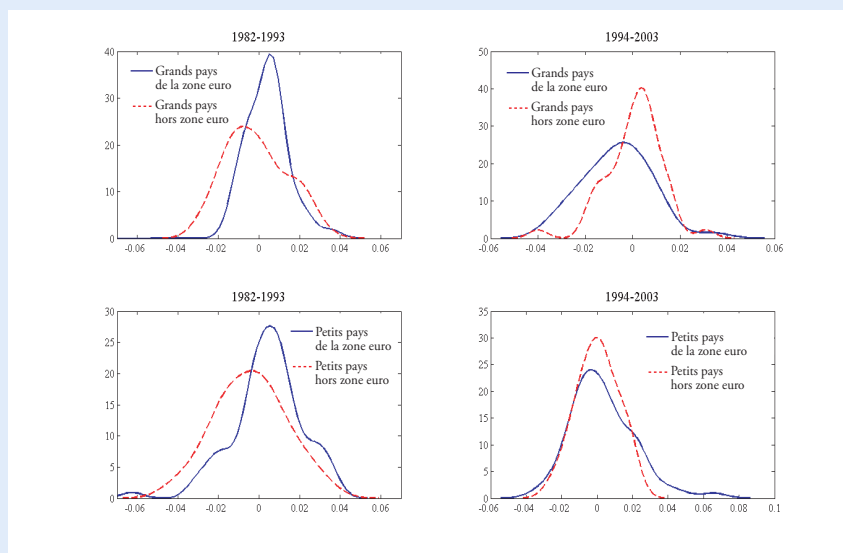 1982-1993
40
30
20
10
0
-0.06 -0.04 -0.02 0 0.02 0.04 0.06
Grands pays
de la zone euro
Grands pays
hors zone euro
1994-2003
50
40
30
20
10
0
-0.06 -0.04 -0.02 0 0.02 0.04 0.06
Grands pays
de la zone euro
Grands pays
hors zone euro
1982-1993
30
25
20
15
10
5
0
-0.06 -0.04 -0.02 0 0.02 0.04 0.06
Petits pays
de la zone euro
Petits pays
hors zone euro
1994-2003
35
30
25
20
15
10
5
0
-0.06 -0.04 -0.02 0 0.02 0.04 0.06 0.08 0.1
Petits pays
de la zone euro
Petits pays
hors zone euro